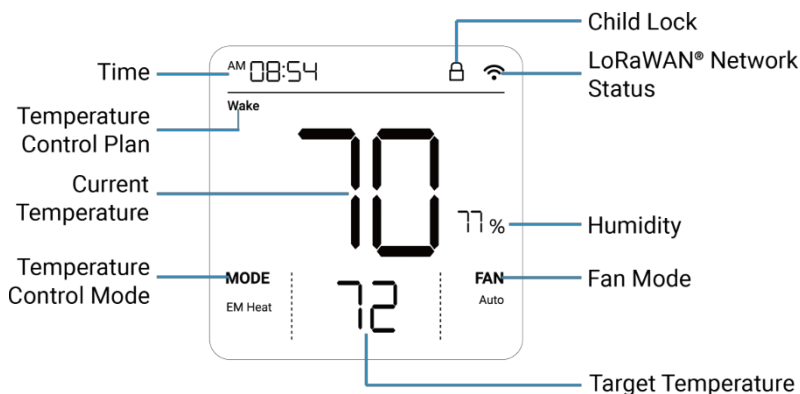 Child Lock
Time
AM 08:54
LoRaWAN® Network
Status
Wake
Temperature
Control Plan
70
Current
Temperature
77 %
Humidity
Temperature
Control Mode
MODE
EM Heat
72
FAN
Auto
Fan Mode
Target Temperature